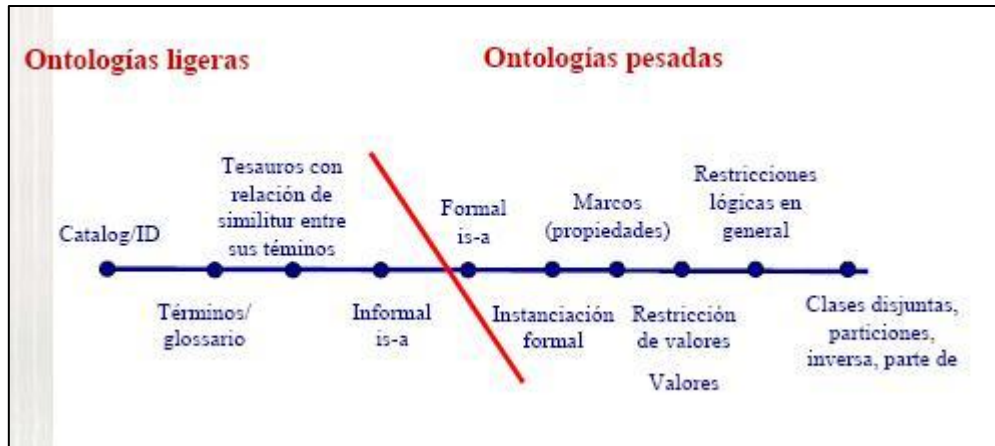 Ontologías ligeras
Ontologías pesadas
Catalog/ID
Términos/
glossario
Tesauros con
relación de
similitur entre
sus téminos
Informal
is-a
Formal
is-a
Instanciación
formal
Marcos
(propiedades)
Restricción
de valores
Valores
Restricciones
lógicas en
general
Clases disjuntas,
particiones,
inversa, parte de